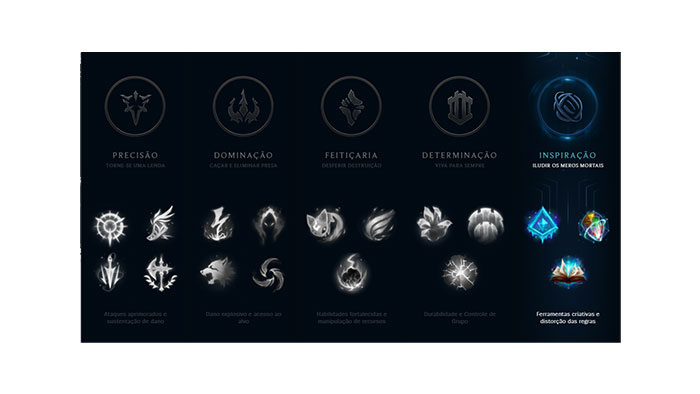 PRECISÃO
TORNE-SE UMA LENDA
DOMINAÇÃO
CAÇAR E ELIMINAR PRESA
FEITIÇARIA
DESFERIR DESTRUIÇÃO
DETERMINAÇÃO
VIVA PARA SEMPRE
INSPIRAÇÃO
ILUDIR OS MEROS MORTAIS
Ataques aprimorados e
sustentação de dano
Dano explosivo e acesso ao
alvo
Habilidades fortalecidas e
manipulação de recursos
Durabilidade e Controle de
Grupo
Ferramentas criativas e
distorção das regras